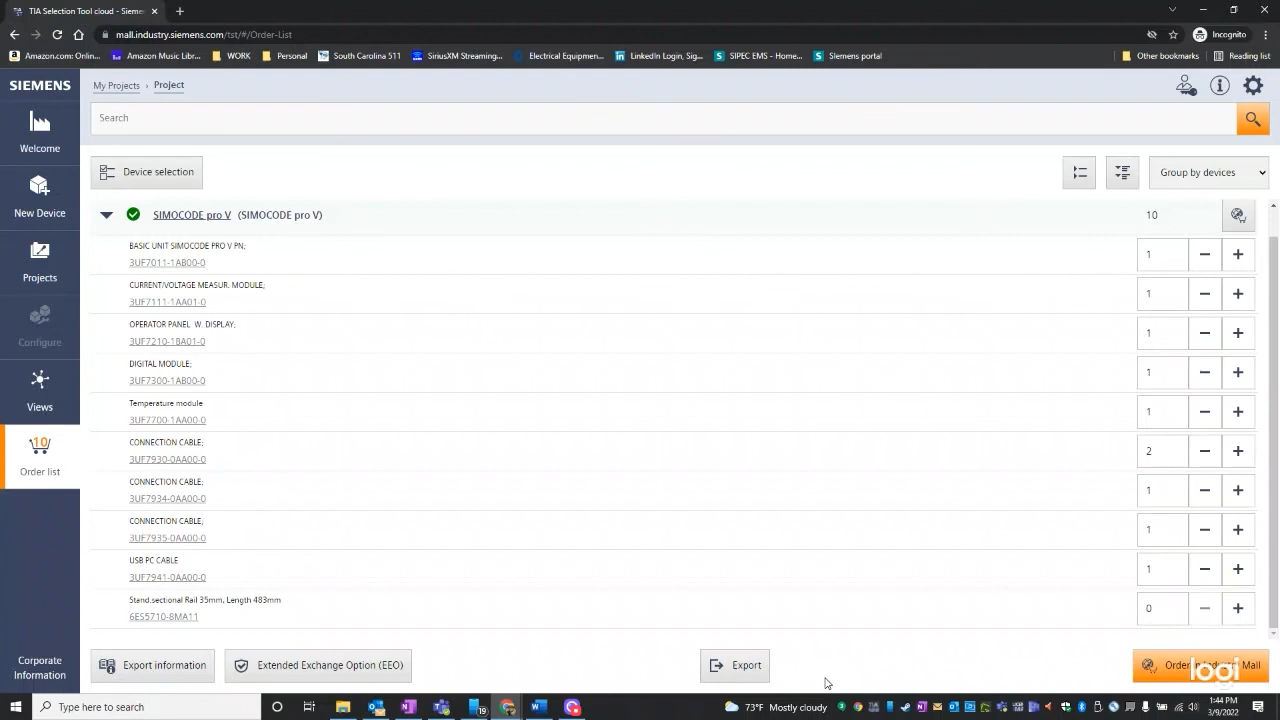 TIA Selection Tool cloud - Sieme
mall.industry.siemens.com/tst/#/Order-List
Incognito
Amazon.com: Onlin...
Amazon Music Libr...
WORK
Personal
South Carolina 511
SiriusXM Streaming...
Electrical Equipmen...
LinkedIn Login, Sig...
SIPEC EMS - Home...
Siemens portal
Other bookmarks
Reading list
SIEMENS
My Projects › Project
Search
Welcome
Device selection
Group by devices
New Device
SIMOCODE pro V (SIMOCODE pro V) 10
BASIC UNIT SIMOCODE PRO V PN;
3UF7011-1AB00-0
1
Projects
CURRENT/VOLTAGE MEASUR. MODULE;
3UF7111-1AA01-0
1
Configure
OPERATOR PANEL W. DISPLAY;
3UF7210-1BA01-0
1
DIGITAL MODULE;
3UF7300-1AB00-0
1
Views
Temperature module
3UF7700-1AA00-0
1
10
Order list
CONNECTION CABLE;
3UF7930-0AA00-0
2
CONNECTION CABLE;
3UF7934-0AA00-0
1
CONNECTION CABLE;
3UF7935-0AA00-0
1
USB PC CABLE
3UF7941-0AA00-0
1
Stand.sectional Rail 35mm, Length 483mm
6ES5710-8MA11
0
Corporate
Information
Export information
Extended Exchange Option (EEO)
Export
Order in Industry Mall
Type here to search
19
73°F Mostly cloudy
1:44 PM
3/9/2022